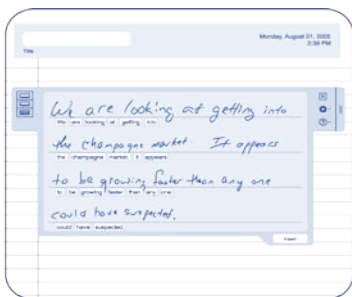 Monday, August 21, 2005
2:39 PM
Title
We are looking at getting into
We are looking at getting into
the champagne market. It appears
the champagne market. It appears
to be growing faster than any one
to be growing faster than any one
could have suspected.
could have suspected.
Insert